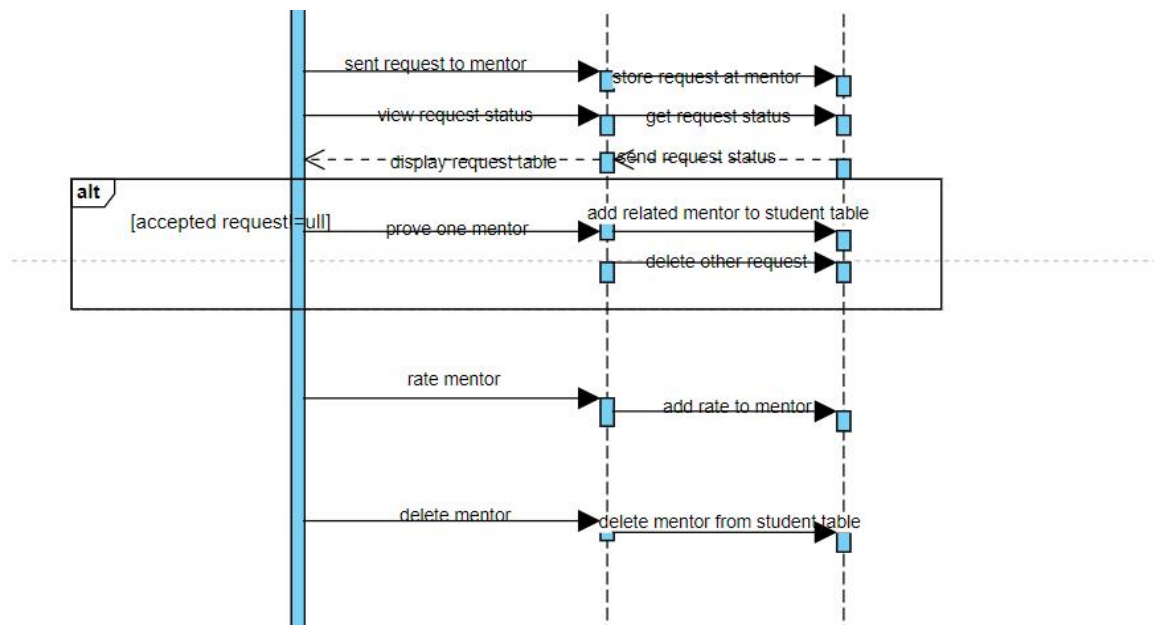 sent request to mentor
store request at mentor
view request status
get request status
display request table
send request status
alt
[accepted request!=ull]
add related mentor to student table
prove one mentor
delete other request
rate mentor
add rate to mentor
delete mentor
delete mentor from student table